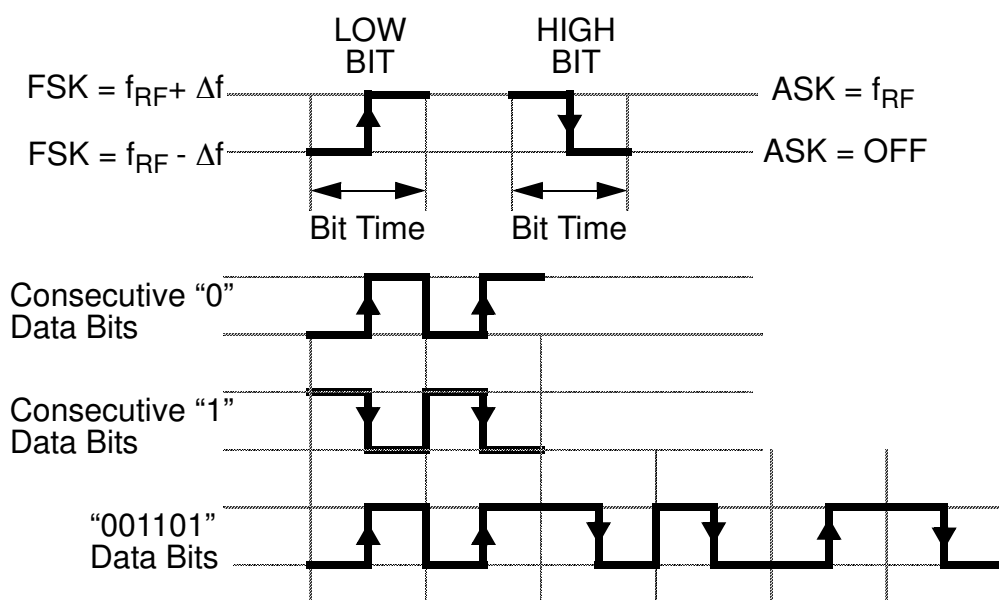 LOW
BIT
HIGH
BIT
FSK = fRF+ Δf
ASK = fRF
FSK = fRF - Δf
ASK = OFF
Bit Time
Bit Time
Consecutive “0”
Data Bits
Consecutive “1”
Data Bits
“001101”
Data Bits